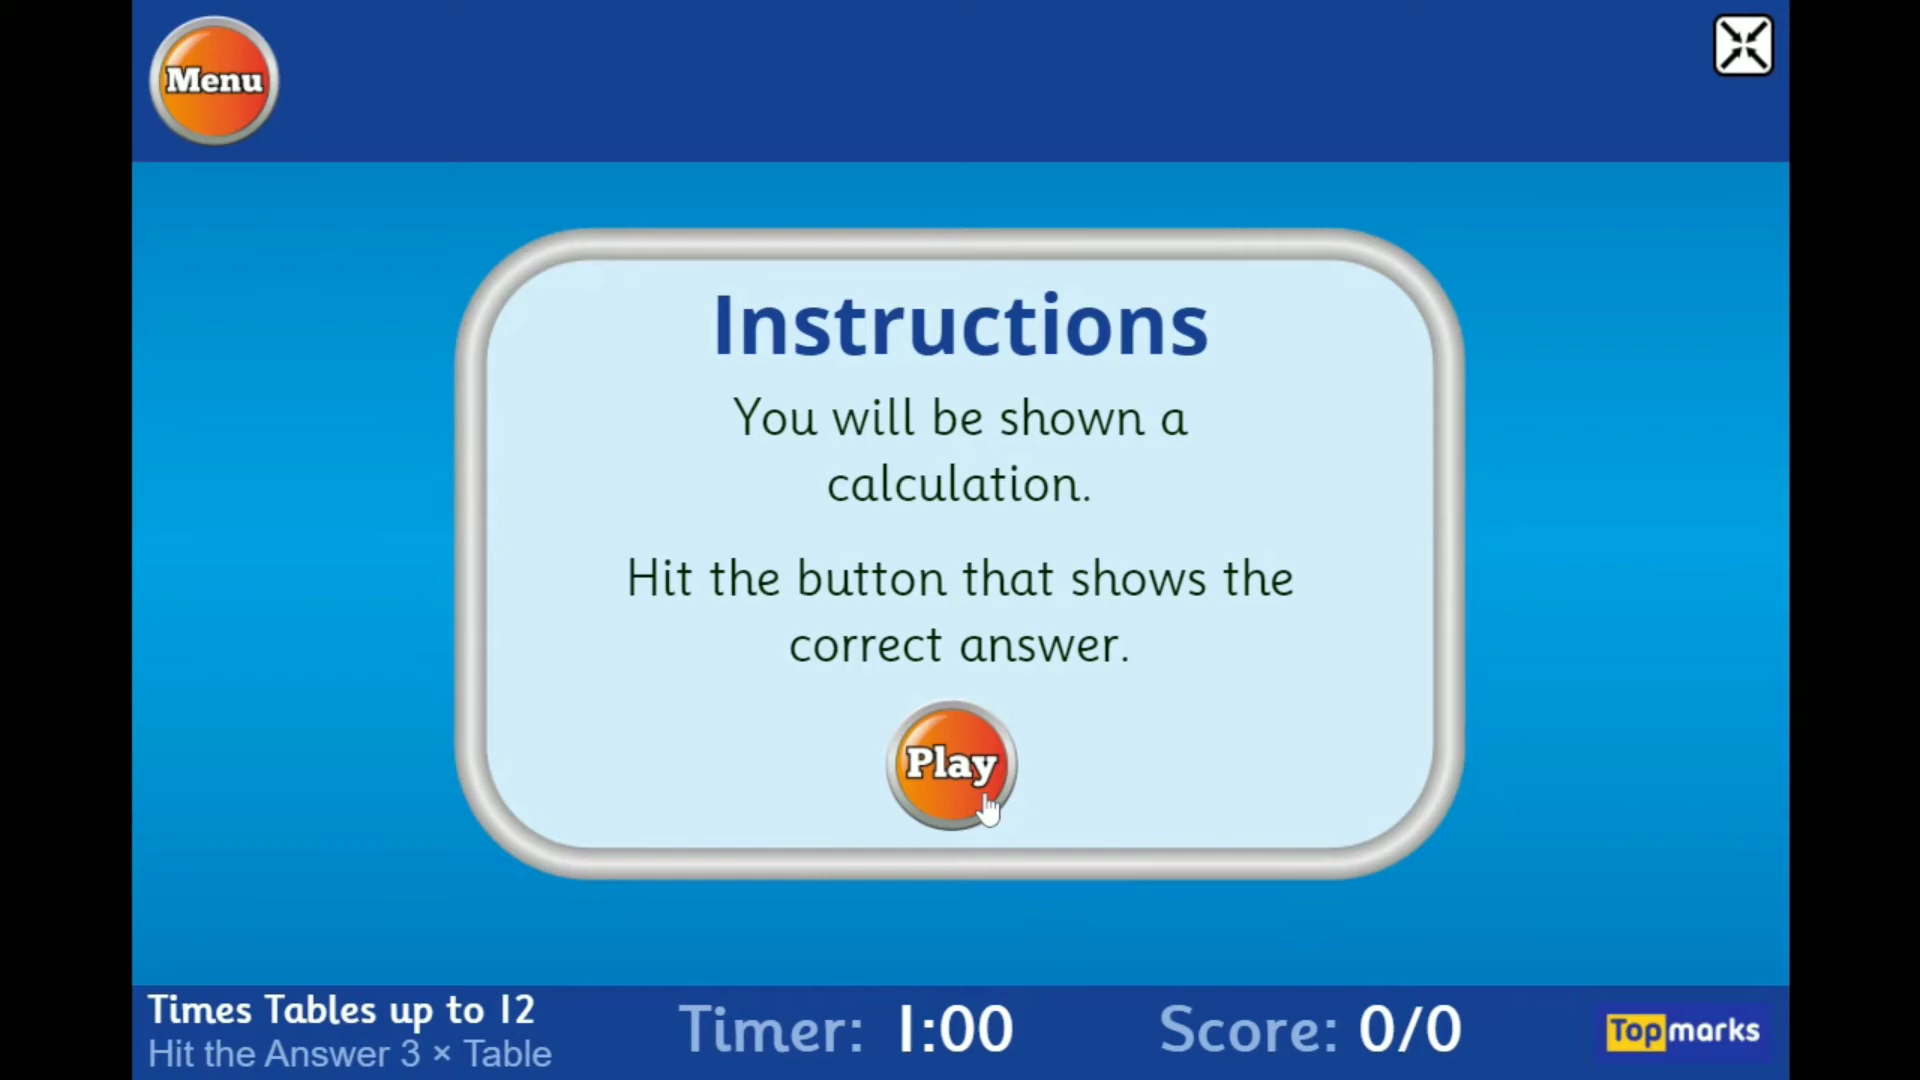 Menu
Instructions
You will be shown a
calculation.
Hit the button that shows the
correct answer.
Play
Times Tables up to 12
Hit the Answer 3 × Table
Timer: 1:00
Score: 0/0
Topmarks